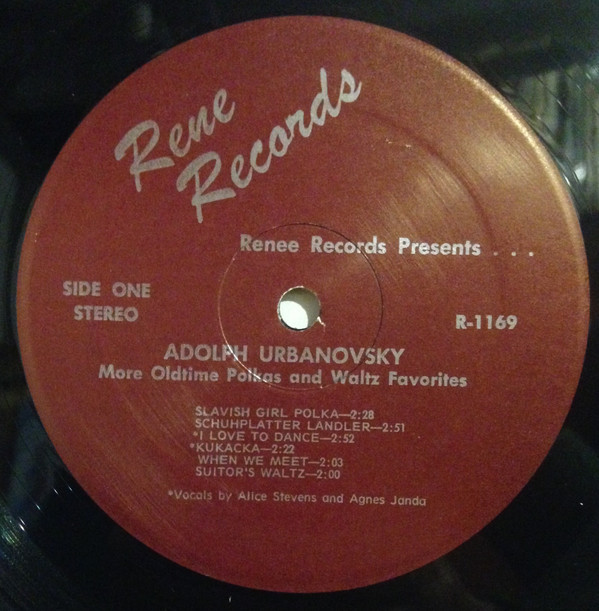 Rene
Records
Renee Records Presents . . .
SIDE ONE
STEREO
R-1169
ADOLPH URBANOVSKY
More Oldtime Polkas and Waltz Favorites
SLAVISH GIRL POLKA—2:28
SCHUHPLATTER LANDLER—2:51
*I LOVE TO DANCE—2:52
*KUKACKA—2:22
WHEN WE MEET—2:03
SUITOR'S WALTZ—2:00
*Vocals by Alice Stevens and Agnes Janda